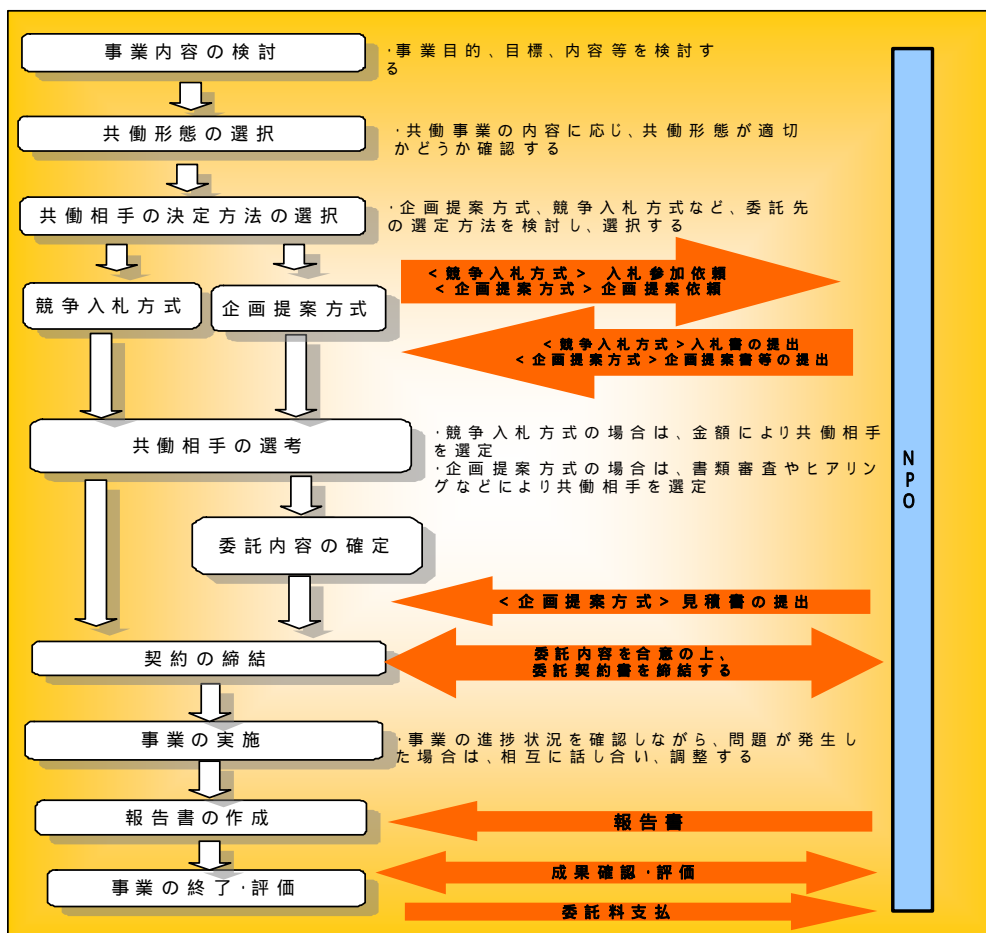 事業内容の検討
・事業目的、目標、内容等を検討す
る
共働形態の選択
・共働事業の内容に応じ、共働形態が適切
かどうか確認する
共働相手の決定方法の選択
・企画提案方式、競争入札方式など、委託先
の選定方法を検討し、選択する
<競争入札方式> 入札参加依頼
<企画提案方式>企画提案依頼
競争入札方式
企画提案方式
<競争入札方式>入札書の提出
<企画提案方式>企画提案書等の提出
共働相手の選考
・競争入札方式の場合は、金額により共働相手
を選定
・企画提案方式の場合は、書類審査やヒアリン
グなどにより共働相手を選定
NPO
委託内容の確定
<企画提案方式>見積書の提出
契約の締結
委託内容を合意の上、
委託契約書を締結する
事業の実施
・事業の進捗状況を確認しながら、問題が発生し
た場合は、相互に話し合い、調整する
報告書の作成
報告書
事業の終了・評価
成果確認・評価
委託料支払